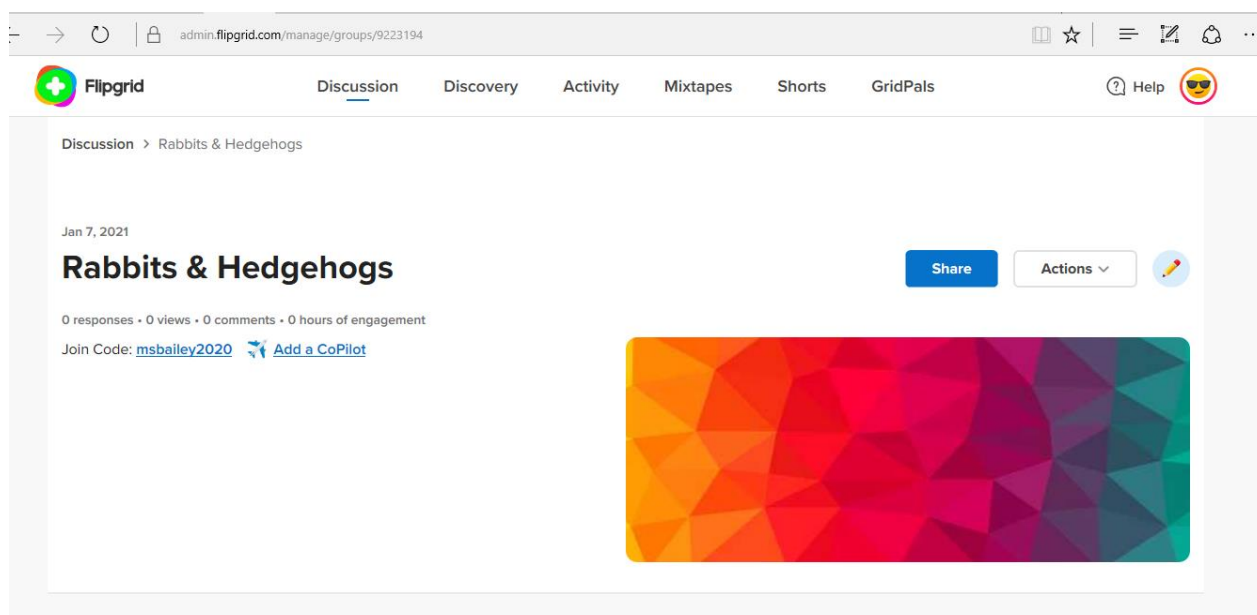 admin.flipgrid.com/manage/groups/9223194
Flipgrid Discussion Discovery Activity Mixtapes Shorts GridPals ? Help
Discussion > Rabbits & Hedgehogs
Jan 7, 2021
Rabbits & Hedgehogs
Share Actions
0 responses • 0 views • 0 comments • 0 hours of engagement
Join Code: msbailey2020 Add a CoPilot